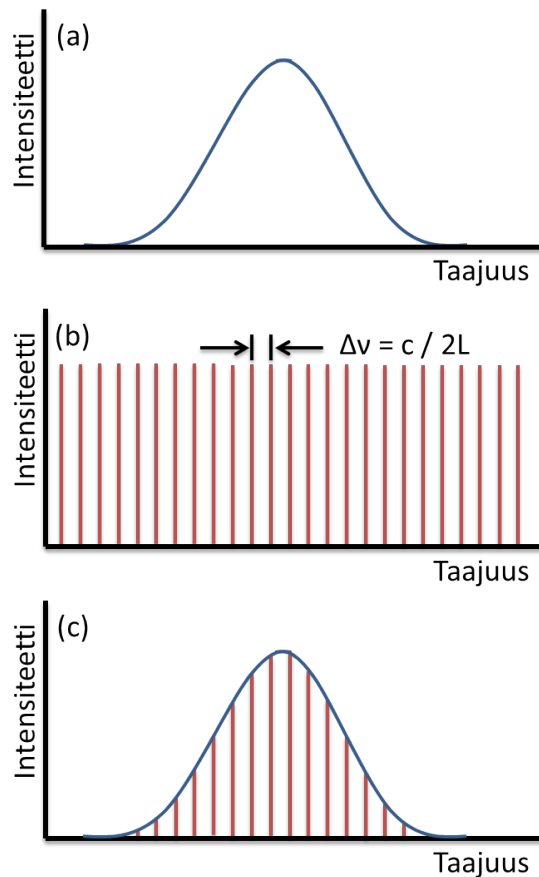 (a)
Intensiteetti
Taajuus
(b)
Δν = c / 2L
Intensiteetti
Taajuus
(c)
Intensiteetti
Taajuus